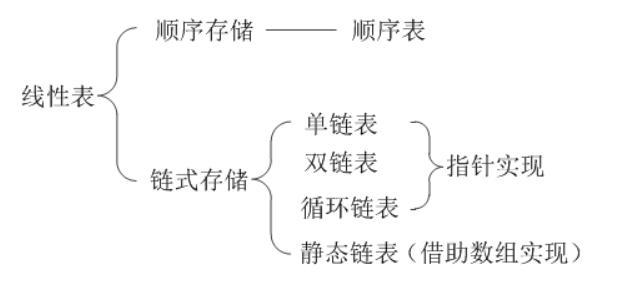 顺序存储 顺序表
线性表
单链表
双链表
链式存储 指针实现
循环链表
静态链表（借助数组实现）